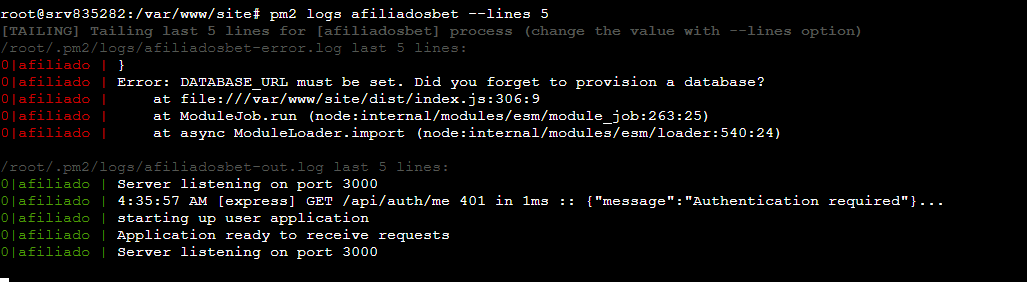 root@srv835282:/var/www/site# pm2 logs afiliadosbet --lines 5
[TAILING] Tailing last 5 lines for [afiliadosbet] process (change the value with --lines option)
/root/.pm2/logs/afiliadosbet-error.log last 5 lines:
0|afiliado | }
0|afiliado | Error: DATABASE_URL must be set. Did you forget to provision a database?
0|afiliado |     at file:///var/www/site/dist/index.js:306:9
0|afiliado |     at ModuleJob.run (node:internal/modules/esm/module_job:263:25)
0|afiliado |     at async ModuleLoader.import (node:internal/modules/esm/loader:540:24)
/root/.pm2/logs/afiliadosbet-out.log last 5 lines:
0|afiliado | Server listening on port 3000
0|afiliado | 4:35:57 AM [express] GET /api/auth/me 401 in 1ms :: {"message":"Authentication required"}...
0|afiliado | starting up user application
0|afiliado | Application ready to receive requests
0|afiliado | Server listening on port 3000